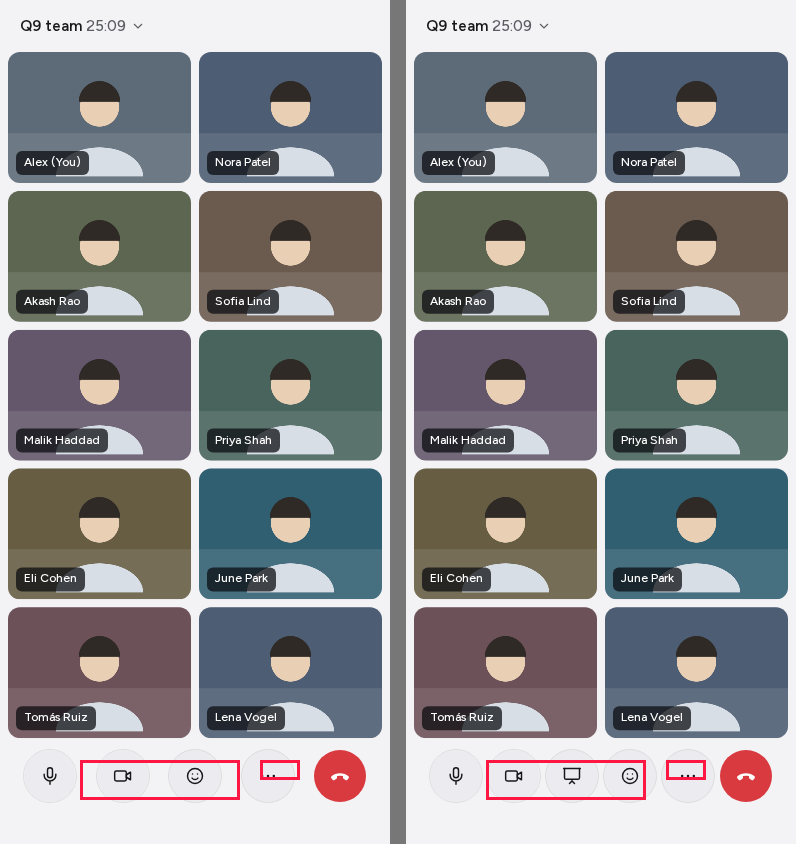 Q9 team 25:09
Alex (You)
Nora Patel
Akash Rao
Sofia Lind
Malik Haddad
Priya Shah
Eli Cohen
June Park
Tomás Ruiz
Lena Vogel
Q9 team 25:09
Alex (You)
Nora Patel
Akash Rao
Sofia Lind
Malik Haddad
Priya Shah
Eli Cohen
June Park
Tomás Ruiz
Lena Vogel